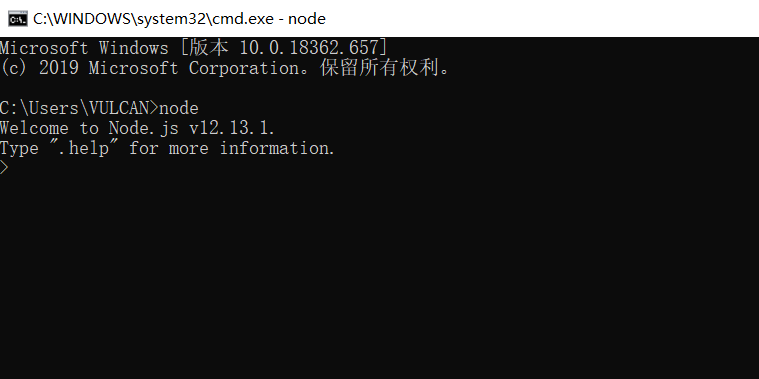 C:\WINDOWS\system32\cmd.exe - node
Microsoft Windows [版本 10.0.18362.657]
(c) 2019 Microsoft Corporation。保留所有权利。
C:\Users\VULCAN>node
Welcome to Node.js v12.13.1.
Type ".help" for more information.
>